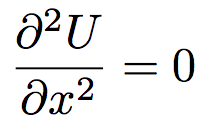 ∂²U/∂x² = 0